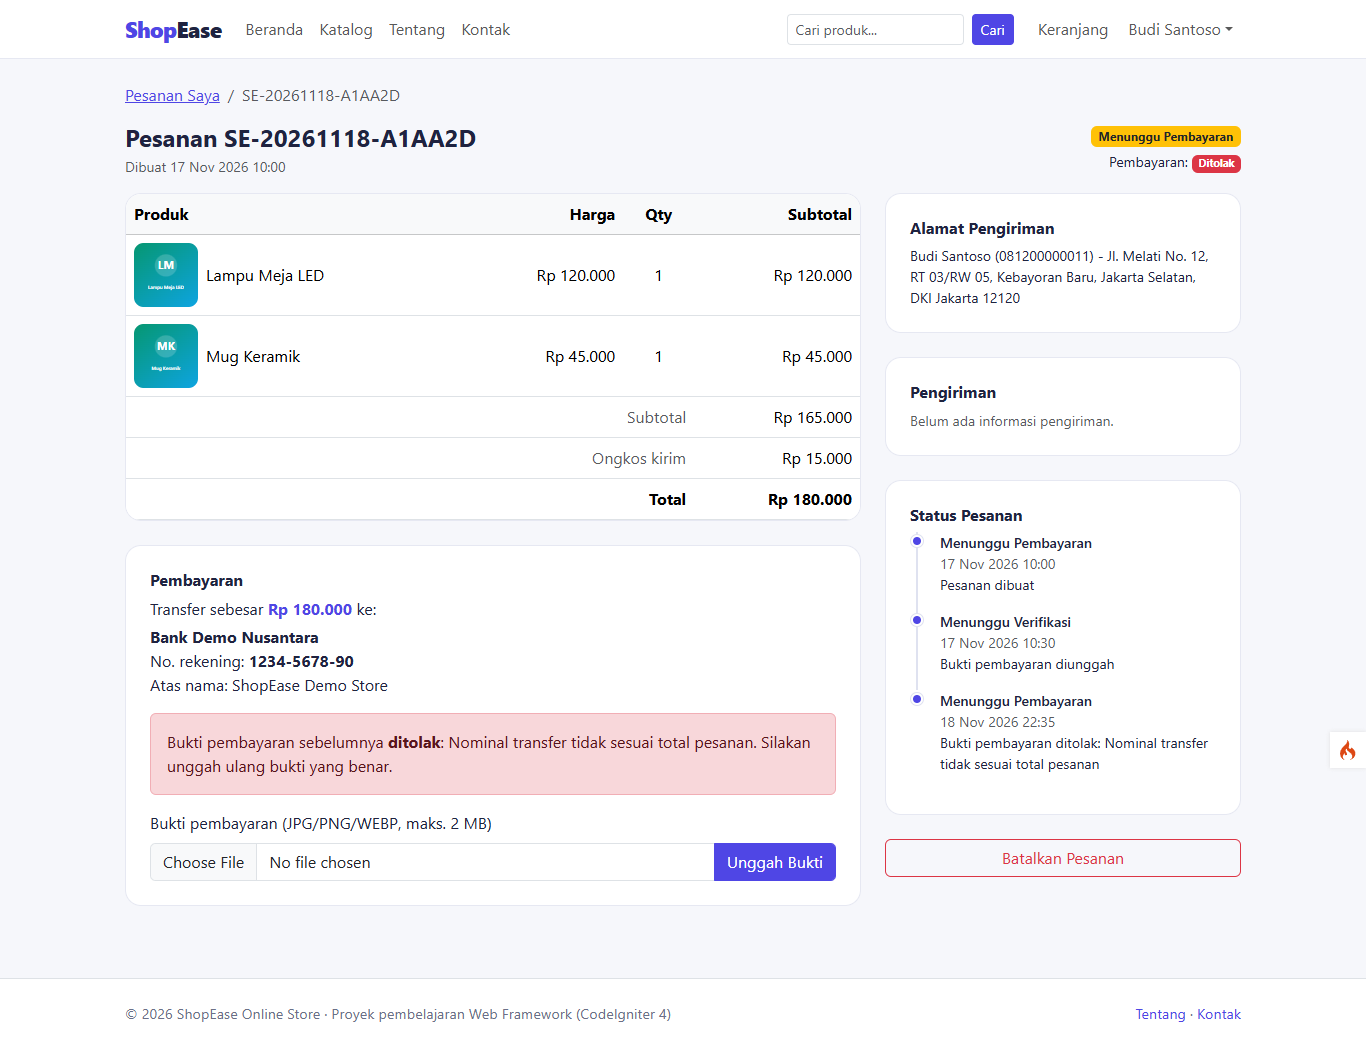 ShopEase Beranda Katalog Tentang Kontak Cari produk... Cari Keranjang Budi Santoso
Pesanan Saya / SE-20261118-A1AA2D
Pesanan SE-20261118-A1AA2D
Dibuat 17 Nov 2026 10:00
Menunggu Pembayaran
Pembayaran: Ditolak
Produk Harga Qty Subtotal
LM
Lampu Meja LED
Lampu Meja LED Rp 120.000 1 Rp 120.000
MK
Mug Keramik
Mug Keramik Rp 45.000 1 Rp 45.000
Subtotal Rp 165.000
Ongkos kirim Rp 15.000
Total Rp 180.000
Pembayaran
Transfer sebesar Rp 180.000 ke:
Bank Demo Nusantara
No. rekening: 1234-5678-90
Atas nama: ShopEase Demo Store
Bukti pembayaran sebelumnya ditolak: Nominal transfer tidak sesuai total pesanan. Silakan
unggah ulang bukti yang benar.
Bukti pembayaran (JPG/PNG/WEBP, maks. 2 MB)
Choose File No file chosen Unggah Bukti
Alamat Pengiriman
Budi Santoso (081200000011) - Jl. Melati No. 12,
RT 03/RW 05, Kebayoran Baru, Jakarta Selatan,
DKI Jakarta 12120
Pengiriman
Belum ada informasi pengiriman.
Status Pesanan
Menunggu Pembayaran
17 Nov 2026 10:00
Pesanan dibuat
Menunggu Verifikasi
17 Nov 2026 10:30
Bukti pembayaran diunggah
Menunggu Pembayaran
18 Nov 2026 22:35
Bukti pembayaran ditolak: Nominal transfer
tidak sesuai total pesanan
Batalkan Pesanan
© 2026 ShopEase Online Store · Proyek pembelajaran Web Framework (CodeIgniter 4)
Tentang · Kontak